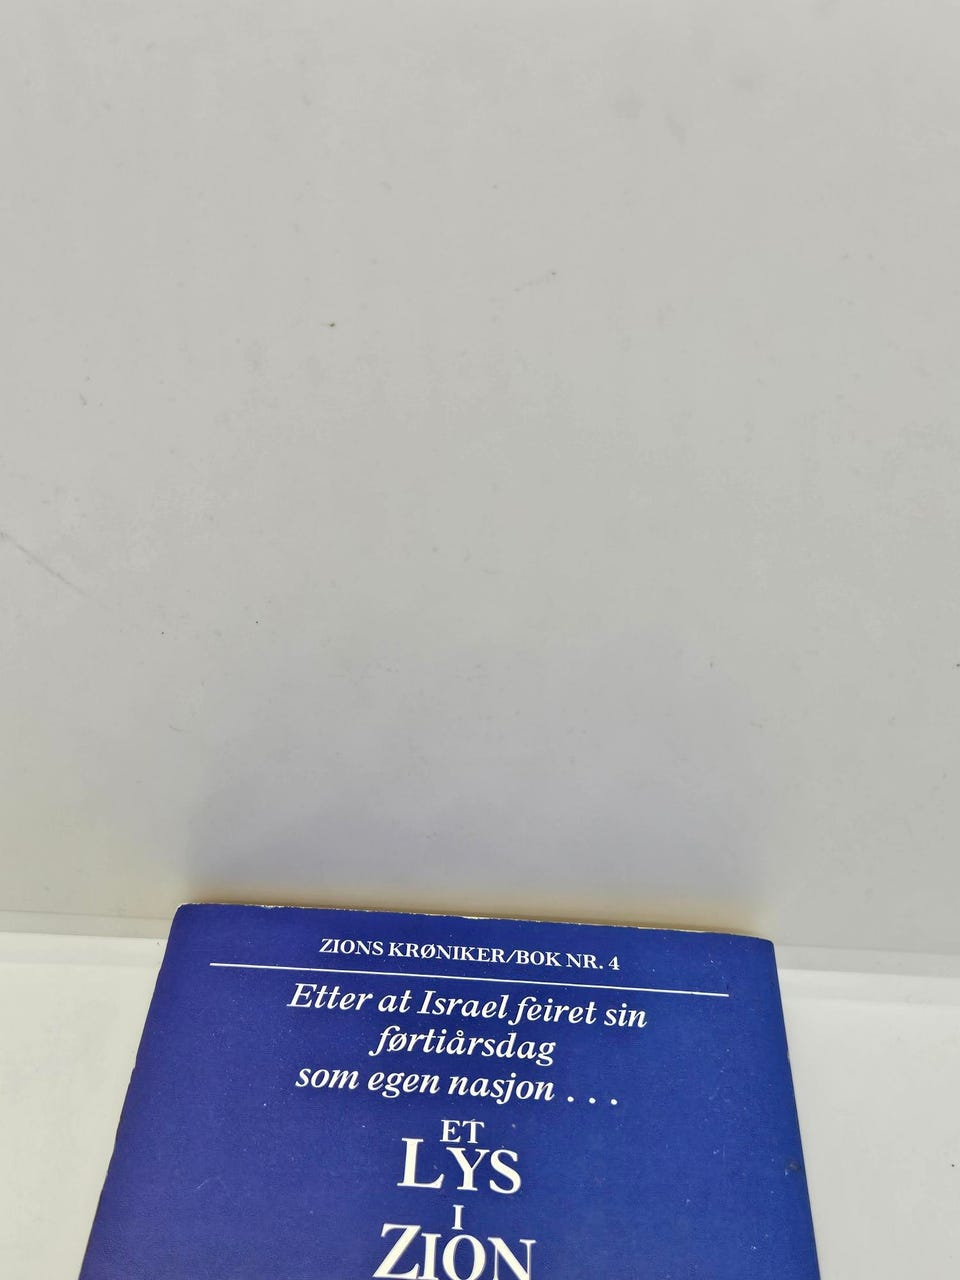 ZIONS KRØNIKER/BOK NR. 4
Etter at Israel feiret sin
førtiårsdag
som egen nasjon . . .
ET
LYS
I
ZION